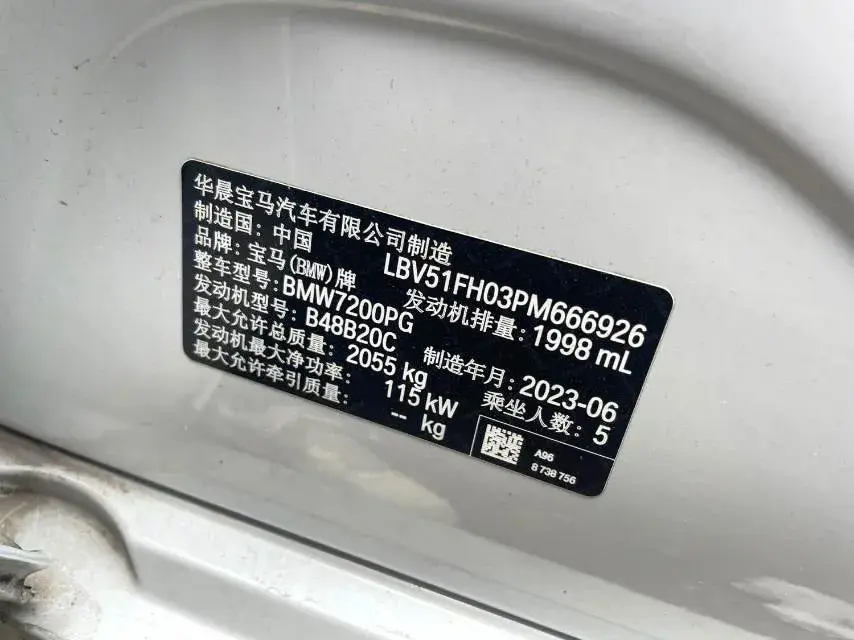 华晨宝马汽车有限公司制造
制造国: 中国 LBV51FH03PM666926
品牌: 宝马(BMW)牌 发动机排量: 1998 mL
整车型号: BMW7200PG
发动机型号: B48B20C 制造年月: 2023-06
最大允许总质量: 2055 kg 乘坐人数: 5
发动机最大净功率: 115 kW
最大允许牵引质量: -- kg
A96
8 738 756